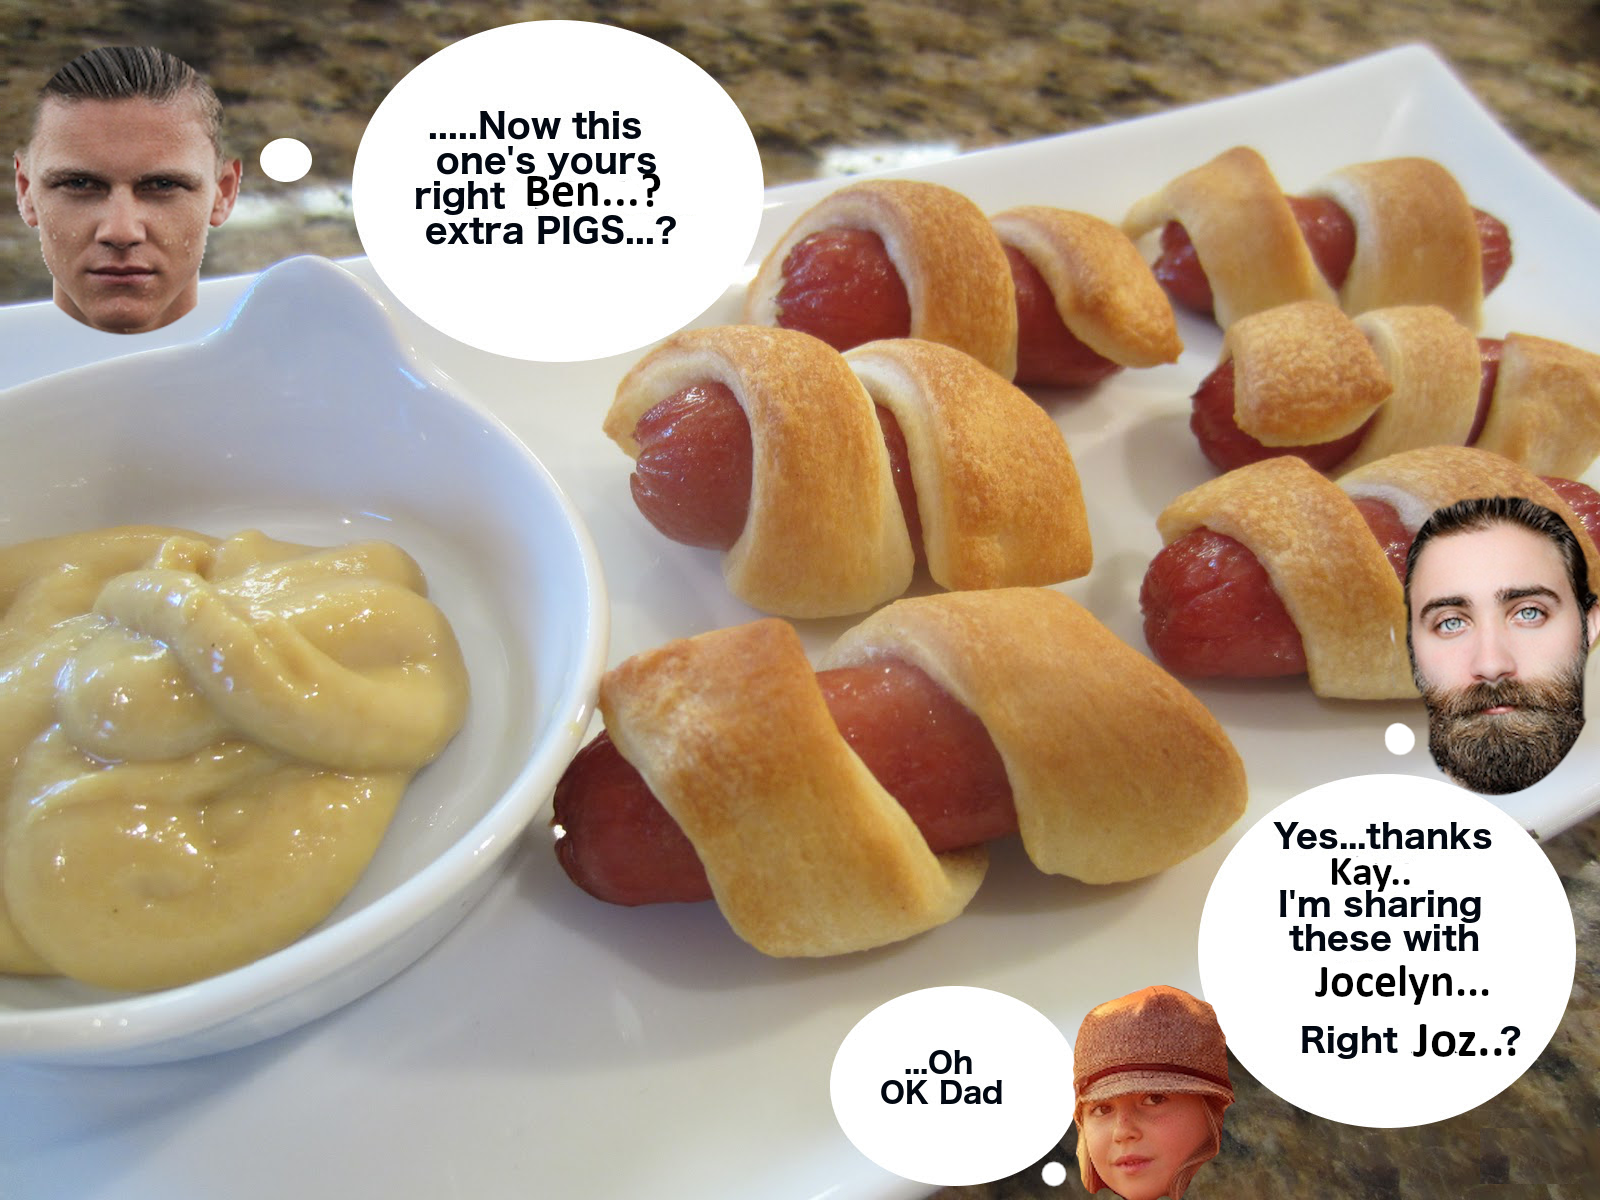 .....Now this
one's yours
right Ben...?
extra PIGS...?
Yes...thanks
Kay..
I'm sharing
these with
Jocelyn...
Right Joz..?
...Oh
OK Dad